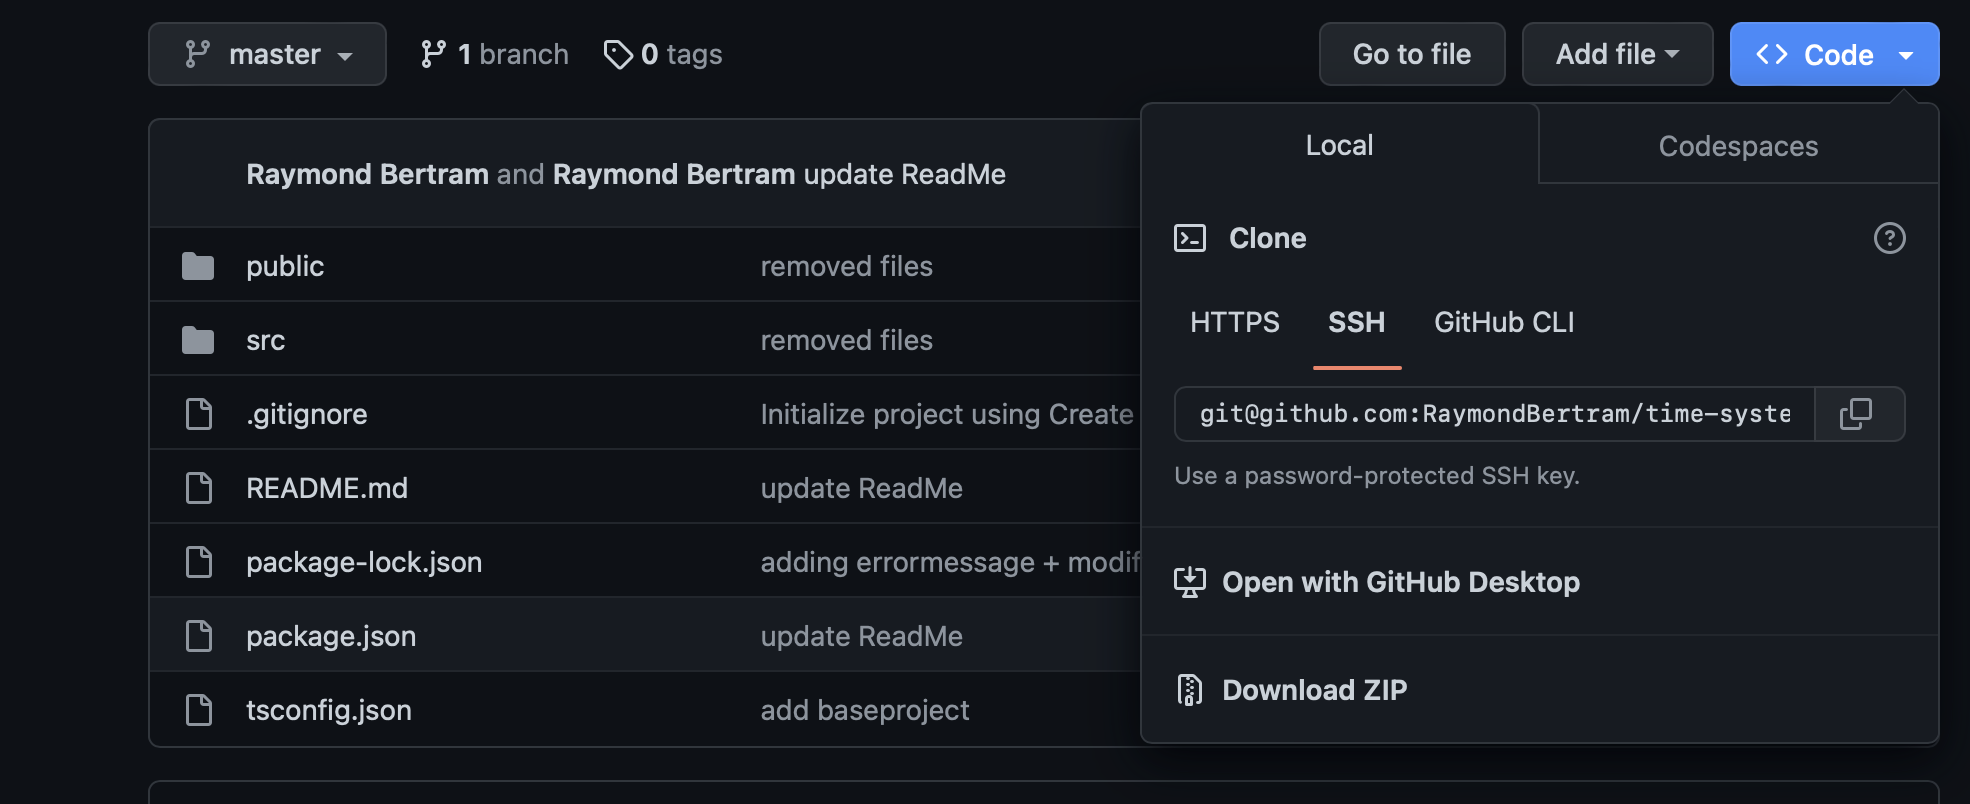 master
1 branch
0 tags
Go to file
Add file
Code
Raymond Bertram and Raymond Bertram update ReadMe
public removed files
src removed files
.gitignore Initialize project using Create
README.md update ReadMe
package-lock.json adding errormessage + modif
package.json update ReadMe
tsconfig.json add baseproject
Local
Codespaces
Clone
HTTPS SSH GitHub CLI
git@github.com:RaymondBertram/time-syste
Use a password-protected SSH key.
Open with GitHub Desktop
Download ZIP